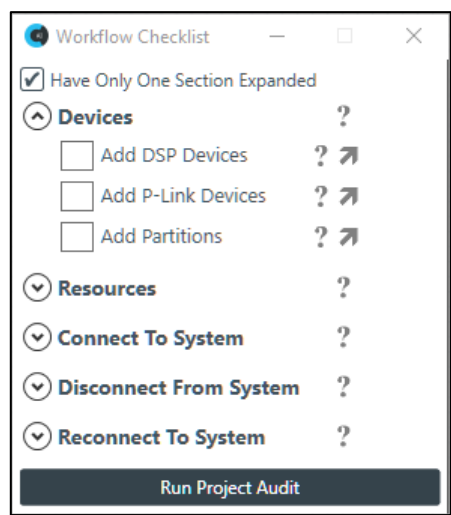 Workflow Checklist
Have Only One Section Expanded
Devices ?
Add DSP Devices ?
Add P-Link Devices ?
Add Partitions ?
Resources ?
Connect To System ?
Disconnect From System ?
Reconnect To System ?
Run Project Audit